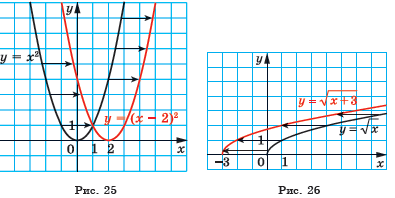 y
y = x²
y = (x – 2)²
1
0 1 2 x
Рис. 25
y
y = √x+3
y = √x
1
–3 0 1 x
Рис. 26